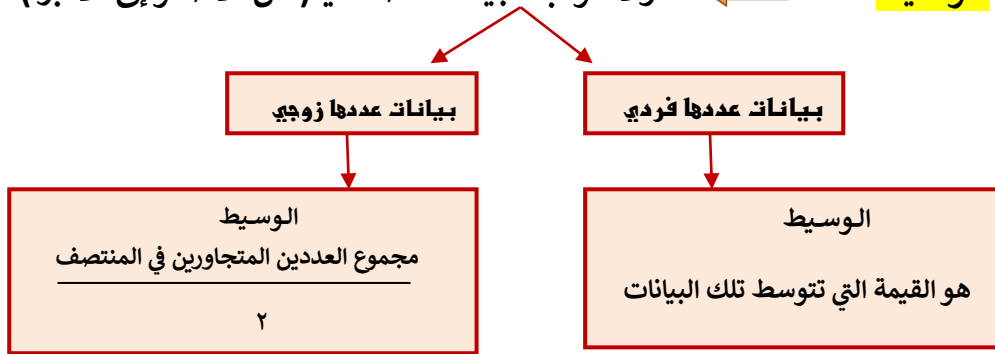 بيانات عددها فردي
بيانات عددها زوجي
الوسيط
هو القيمة التي تتوسط تلك البيانات
الوسيط
مجموع العددين المتجاورين في المنتصف
٢